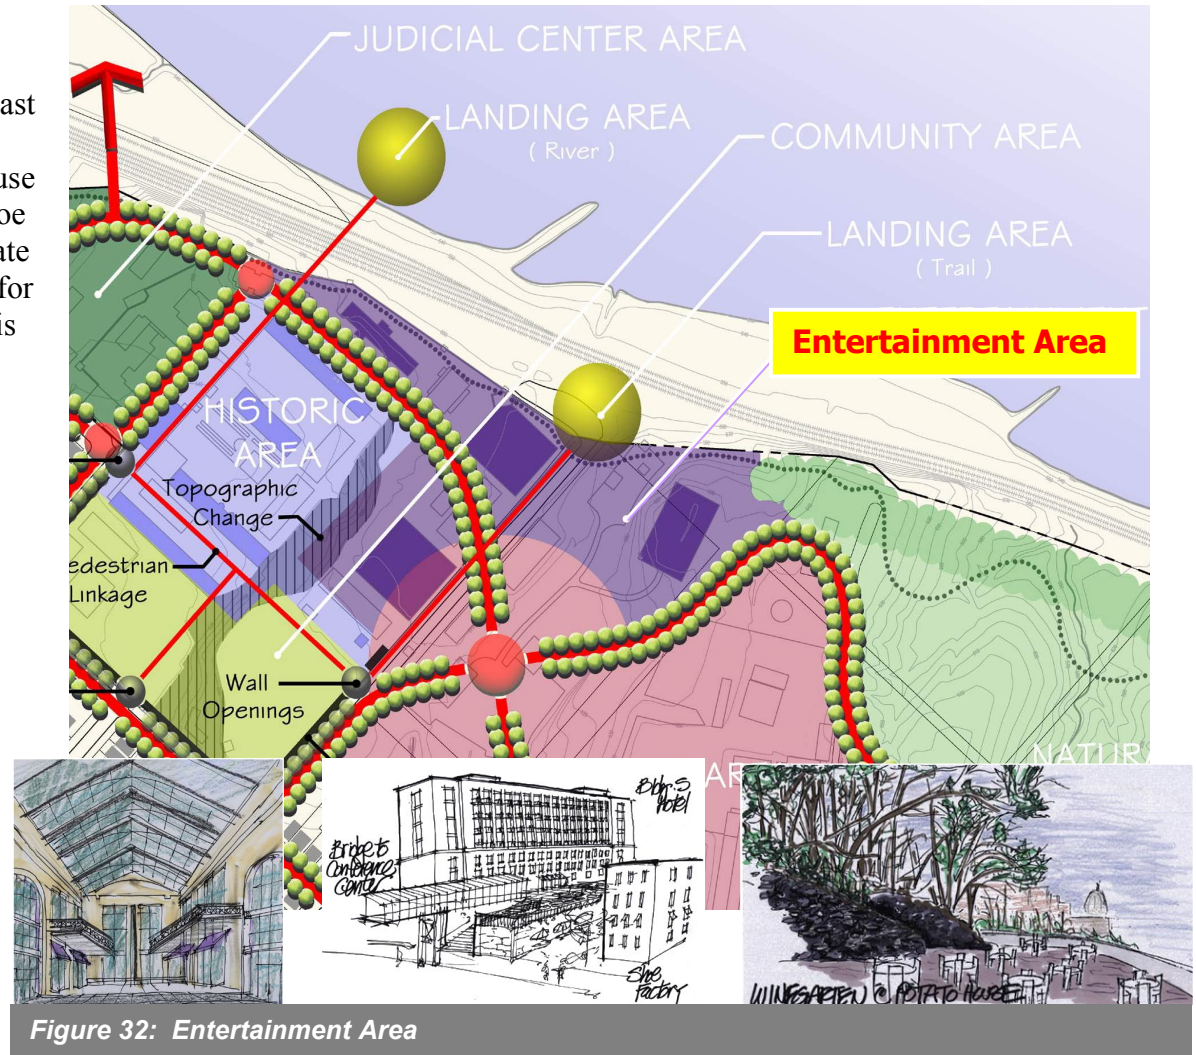 JUDICIAL CENTER AREA
ast
LANDING AREA
( River )
COMMUNITY AREA
use
oe
LANDING AREA
( Trail )
ate
for
is
Entertainment Area
HISTORIC
AREA
Topographic
Change
edestrian
Linkage
Wall
Openings
NATUR
AR
Bldg. 5
Hotel
Bridge to
Conference
Center
Shoe
Factory
WINEGARTEN @ POTATO HOUSE
Figure 32: Entertainment Area